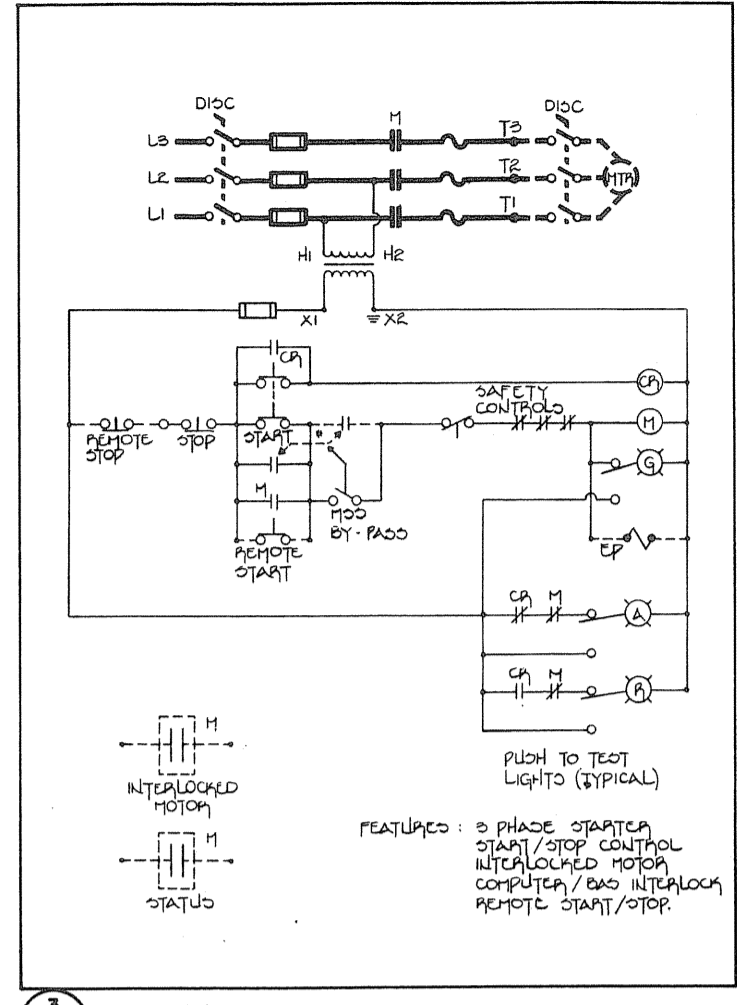 DISC
M
DISC
L3
T3
L2
T2
MTR
L1
T1
H1
H2
X1
X2
CR
CR
SAFETY
CONTROLS
REMOTE
STOP
STOP
START
*
M
G
M
MSS
BY-PASS
REMOTE
START
EP
CR
M
A
CR
M
R
PUSH TO TEST
LIGHTS (TYPICAL)
M
INTERLOCKED
MOTOR
M
STATUS
FEATURES : 3 PHASE STARTER
START/STOP CONTROL
INTERLOCKED MOTOR
COMPUTER/BAS INTERLOCK
REMOTE START/STOP.